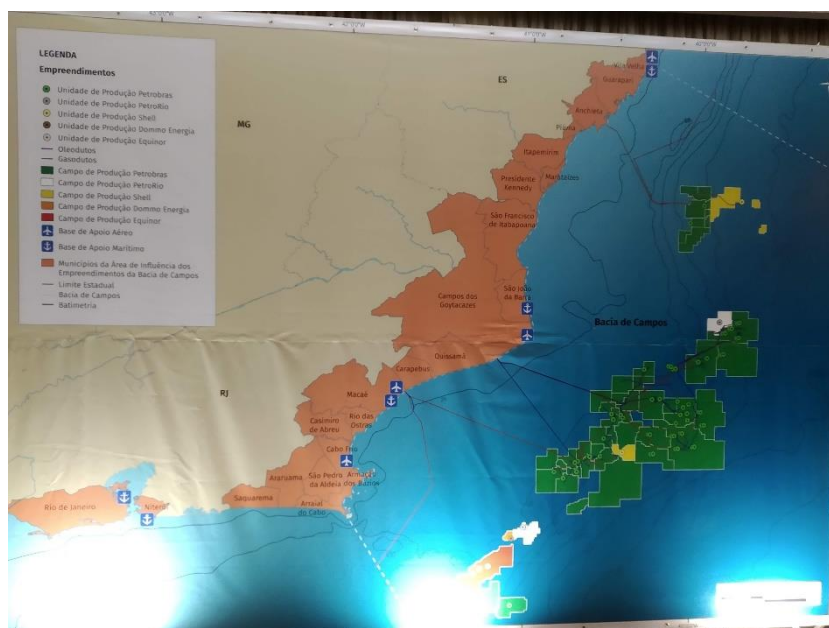 LEGENDA
Empreendimentos
Unidade de Produção Petrobras
Unidade de Produção PetroRio
Unidade de Produção Shell
Unidade de Produção Dommo Energia
Unidade de Produção Equinor
Oleodutos
Gasodutos
Campo de Produção Petrobras
Campo de Produção PetroRio
Campo de Produção Shell
Campo de Produção Dommo Energia
Campo de Produção Equinor
Base de Apoio Aéreo
Base de Apoio Marítimo
Municípios da Área de Influência dos
Empreendimentos da Bacia de Campos
Limite Estadual
Bacia de Campos
Batimetria
MG
ES
RJ
Vila Velha
Guarapari
Anchieta
Piúma
Itapemirim
Marataízes
Presidente
Kennedy
São Francisco
de Itabapoana
São João
da Barra
Campos dos
Goytacazes
Bacia de Campos
Quissamã
Carapebus
Macaé
Rio das
Ostras
Casimiro
de Abreu
Cabo Frio
Armação
dos Búzios
São Pedro
da Aldeia
Araruama
Saquarema
Arraial
do Cabo
Rio de Janeiro
Niterói